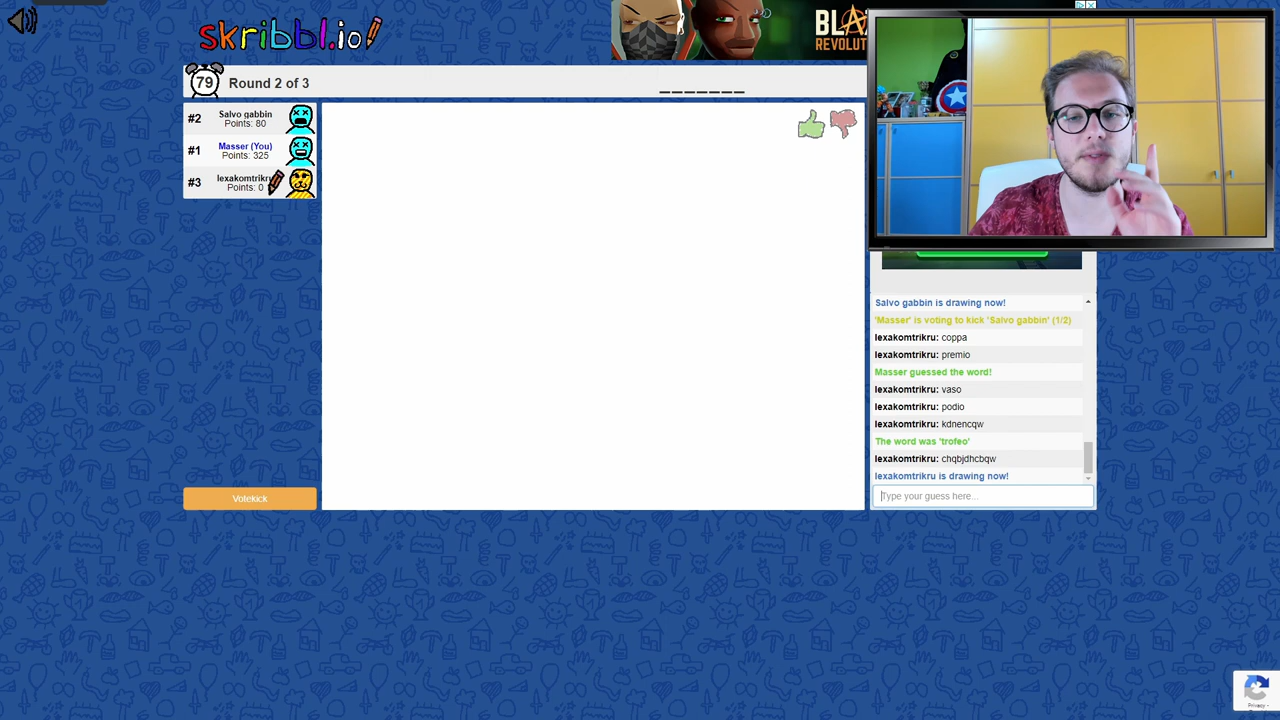 skribbl.io
BLA
REVOLUT
79
Round 2 of 3
_______
#2
Salvo gabbin
Points: 80
#1
Masser (You)
Points: 325
#3
lexakomtrikru
Points: 0
Salvo gabbin is drawing now!
'Masser' is voting to kick 'Salvo gabbin' (1/2)
lexakomtrikru: coppa
lexakomtrikru: premio
Masser guessed the word!
lexakomtrikru: vaso
lexakomtrikru: podio
lexakomtrikru: kdnencqw
The word was 'trofeo'
lexakomtrikru: chqbjdhcbqw
lexakomtrikru is drawing now!
Type your guess here...
Votekick
Privacy -